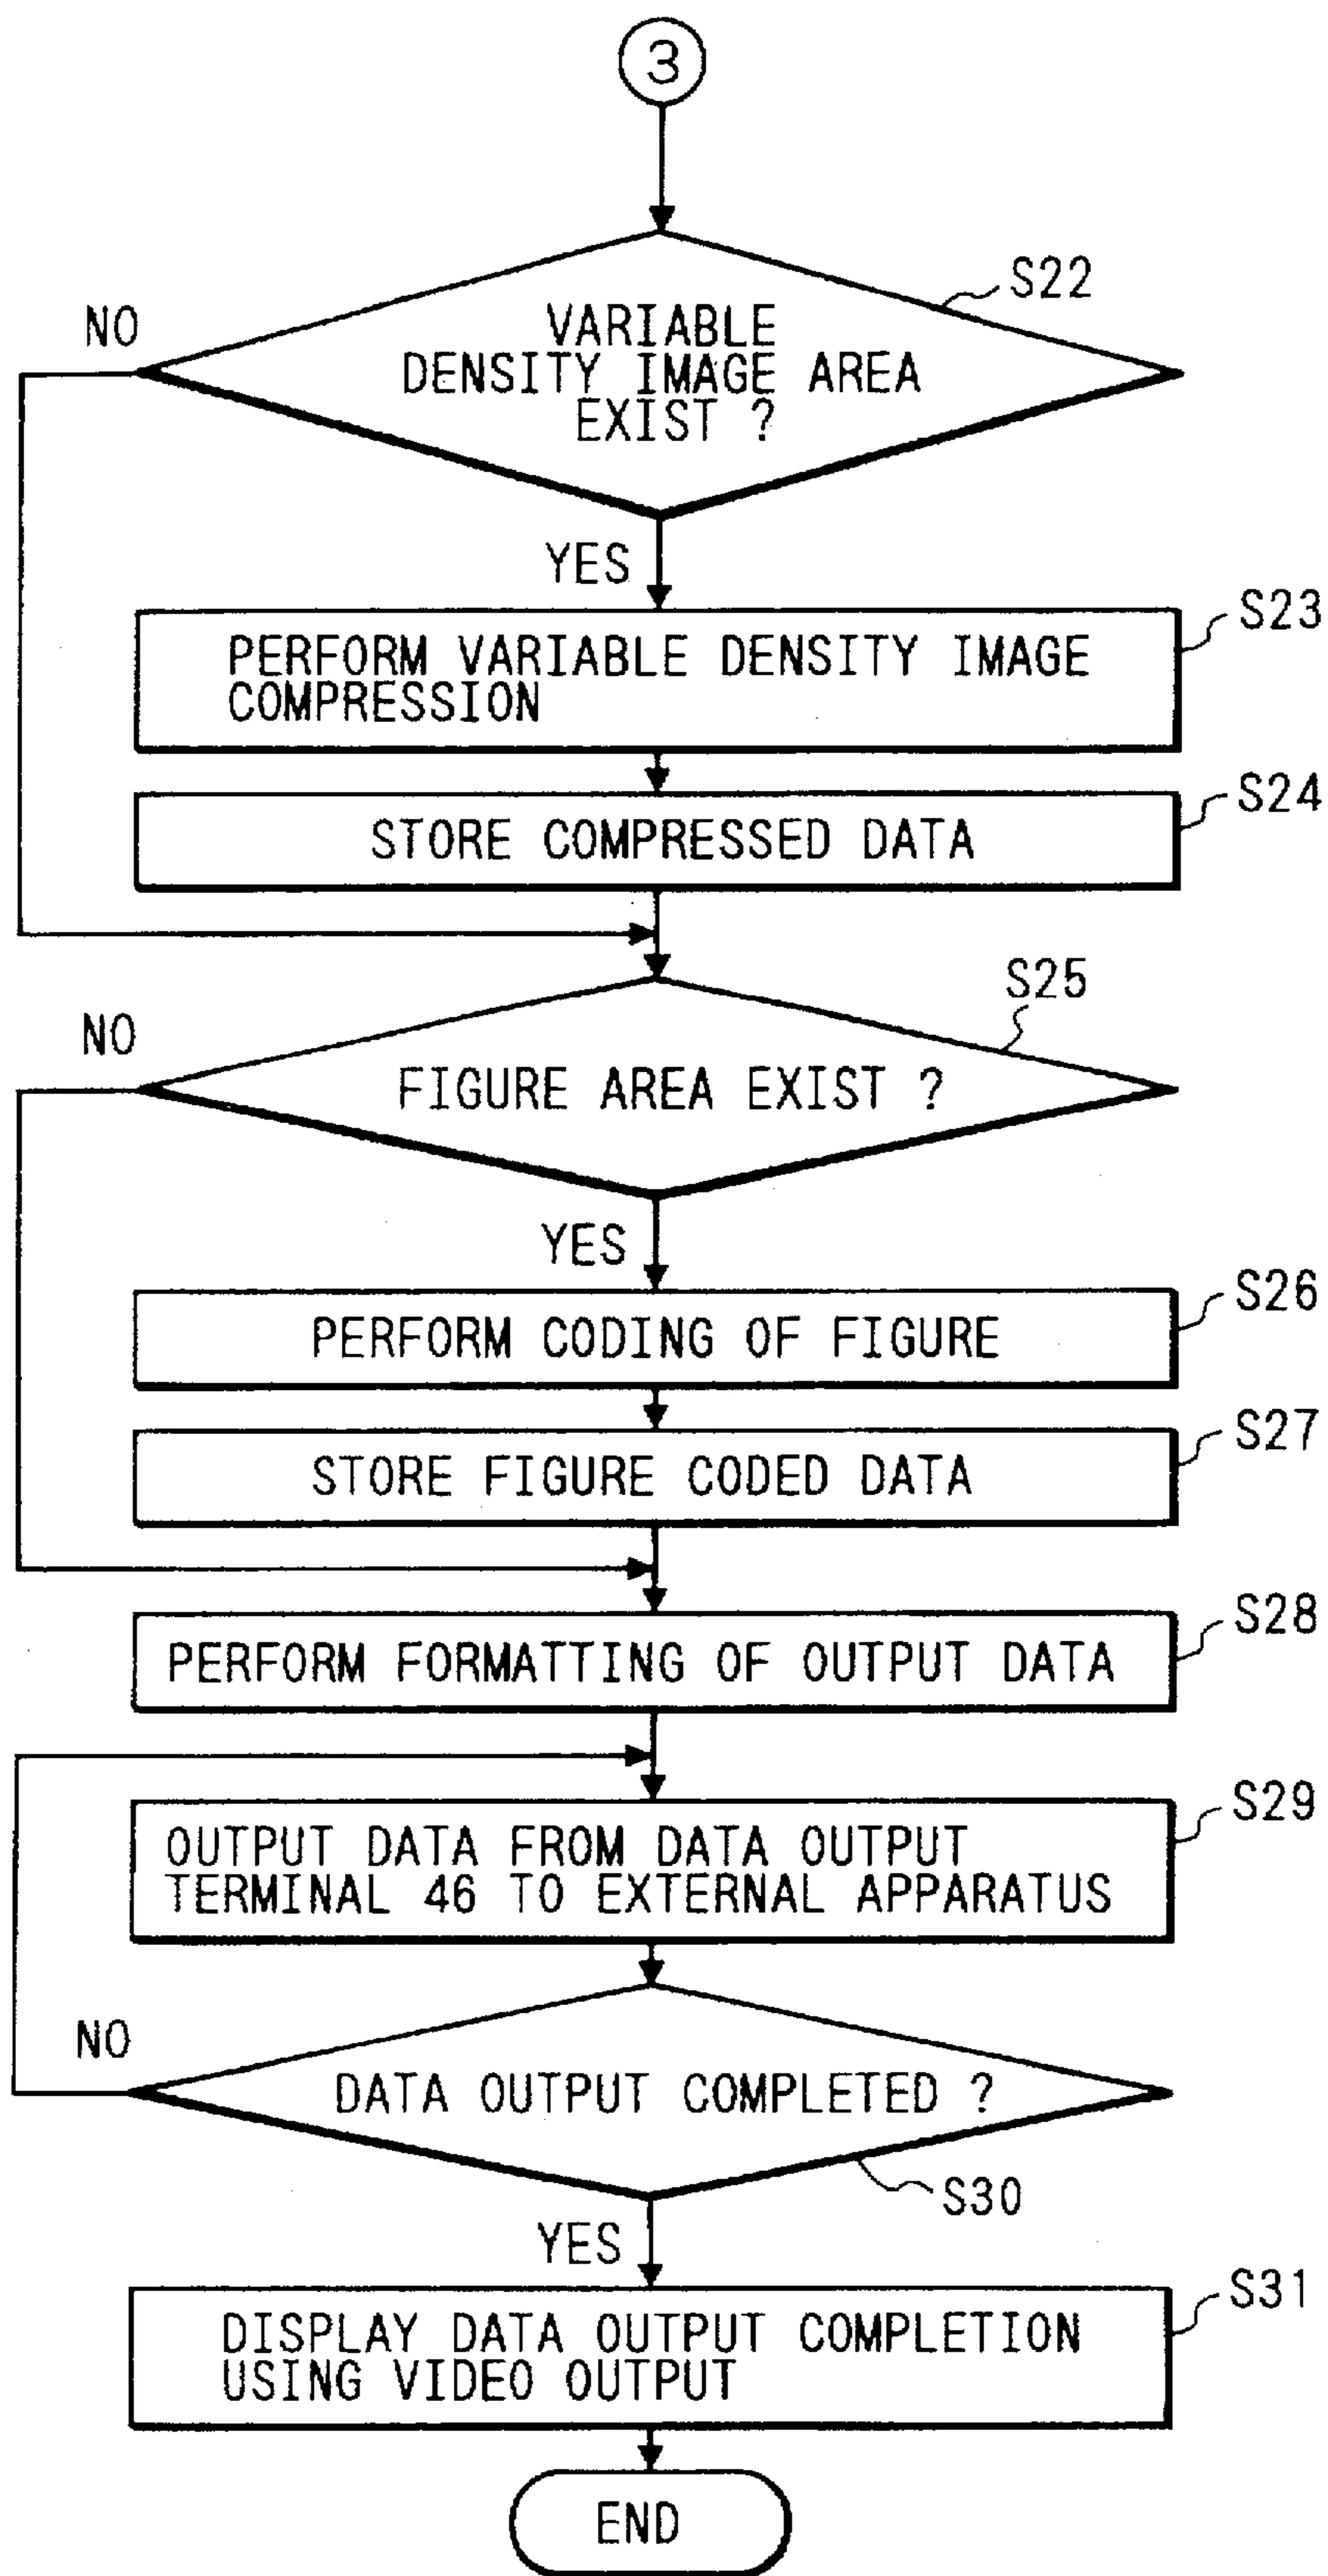 3
S22
NO
VARIABLE
DENSITY IMAGE AREA
EXIST ?
YES
S23
PERFORM VARIABLE DENSITY IMAGE
COMPRESSION
S24
STORE COMPRESSED DATA
S25
NO
FIGURE AREA EXIST ?
YES
S26
PERFORM CODING OF FIGURE
S27
STORE FIGURE CODED DATA
S28
PERFORM FORMATTING OF OUTPUT DATA
S29
OUTPUT DATA FROM DATA OUTPUT
TERMINAL 46 TO EXTERNAL APPARATUS
NO
DATA OUTPUT COMPLETED ?
S30
YES
S31
DISPLAY DATA OUTPUT COMPLETION
USING VIDEO OUTPUT
END